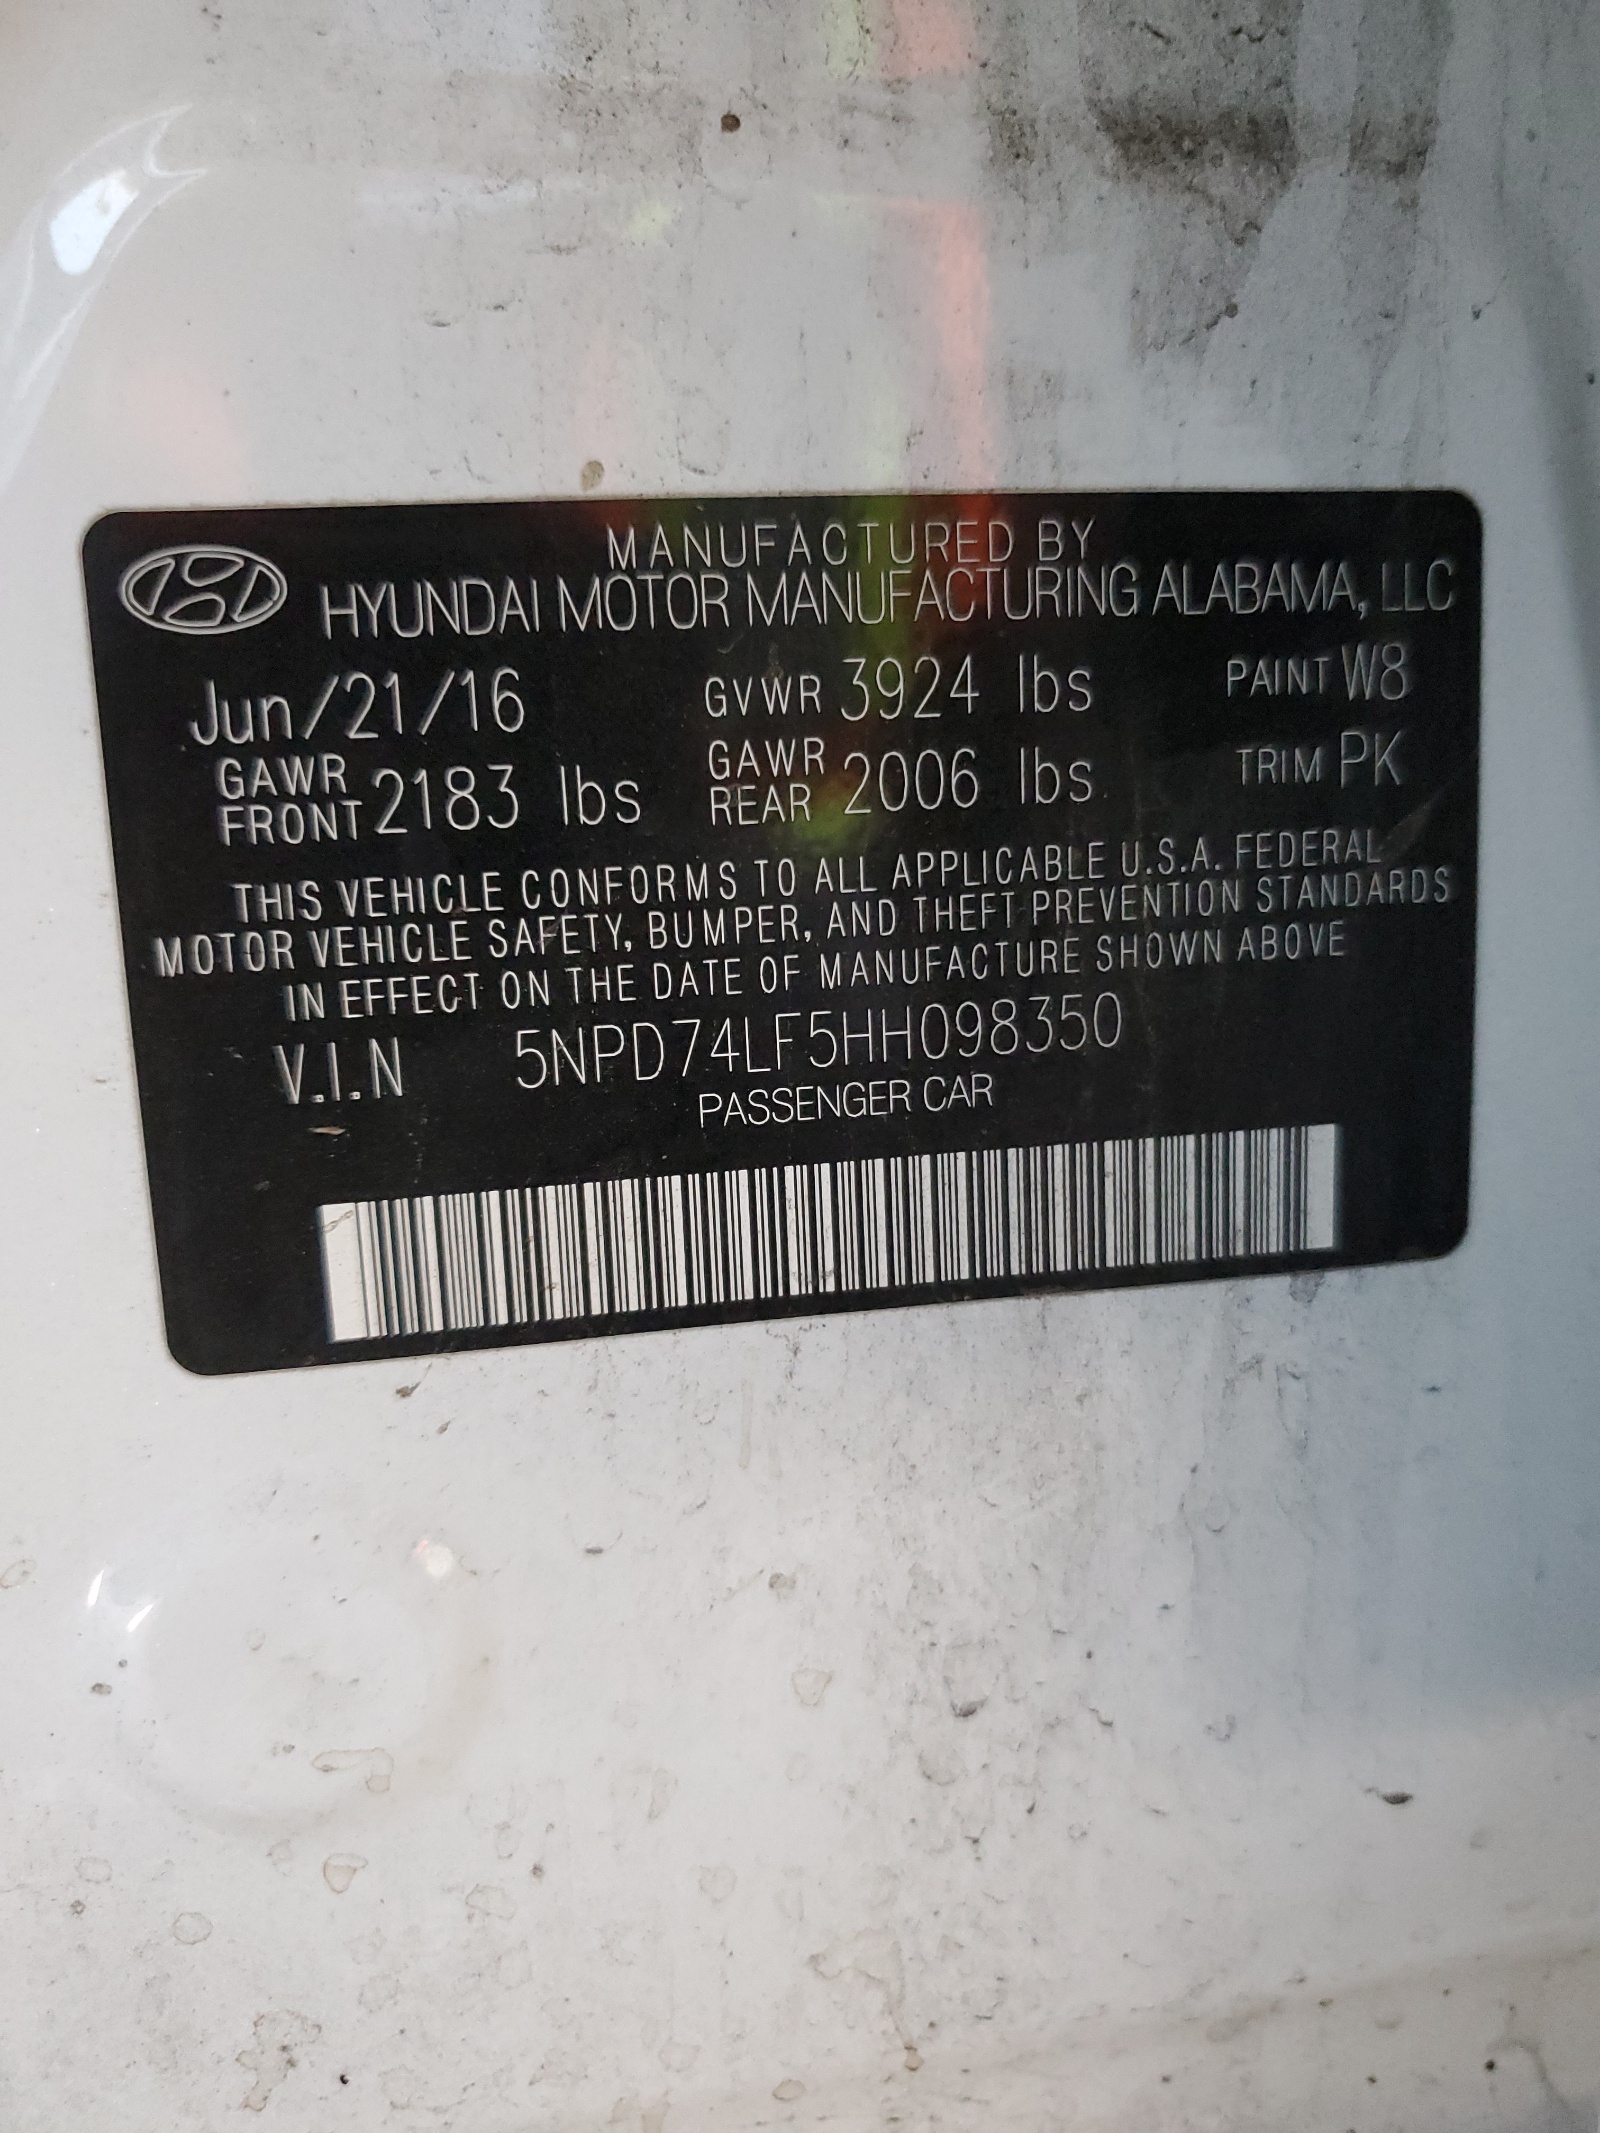 MANUFACTURED BY
HYUNDAI MOTOR MANUFACTURING ALABAMA, LLC
Jun/21/16 GVWR 3924 lbs PAINT W8
GAWR FRONT 2183 lbs GAWR REAR 2006 lbs TRIM PK
THIS VEHICLE CONFORMS TO ALL APPLICABLE U.S.A. FEDERAL
MOTOR VEHICLE SAFETY, BUMPER, AND THEFT PREVENTION STANDARDS
IN EFFECT ON THE DATE OF MANUFACTURE SHOWN ABOVE
V.I.N 5NPD74LF5HH098350
PASSENGER CAR